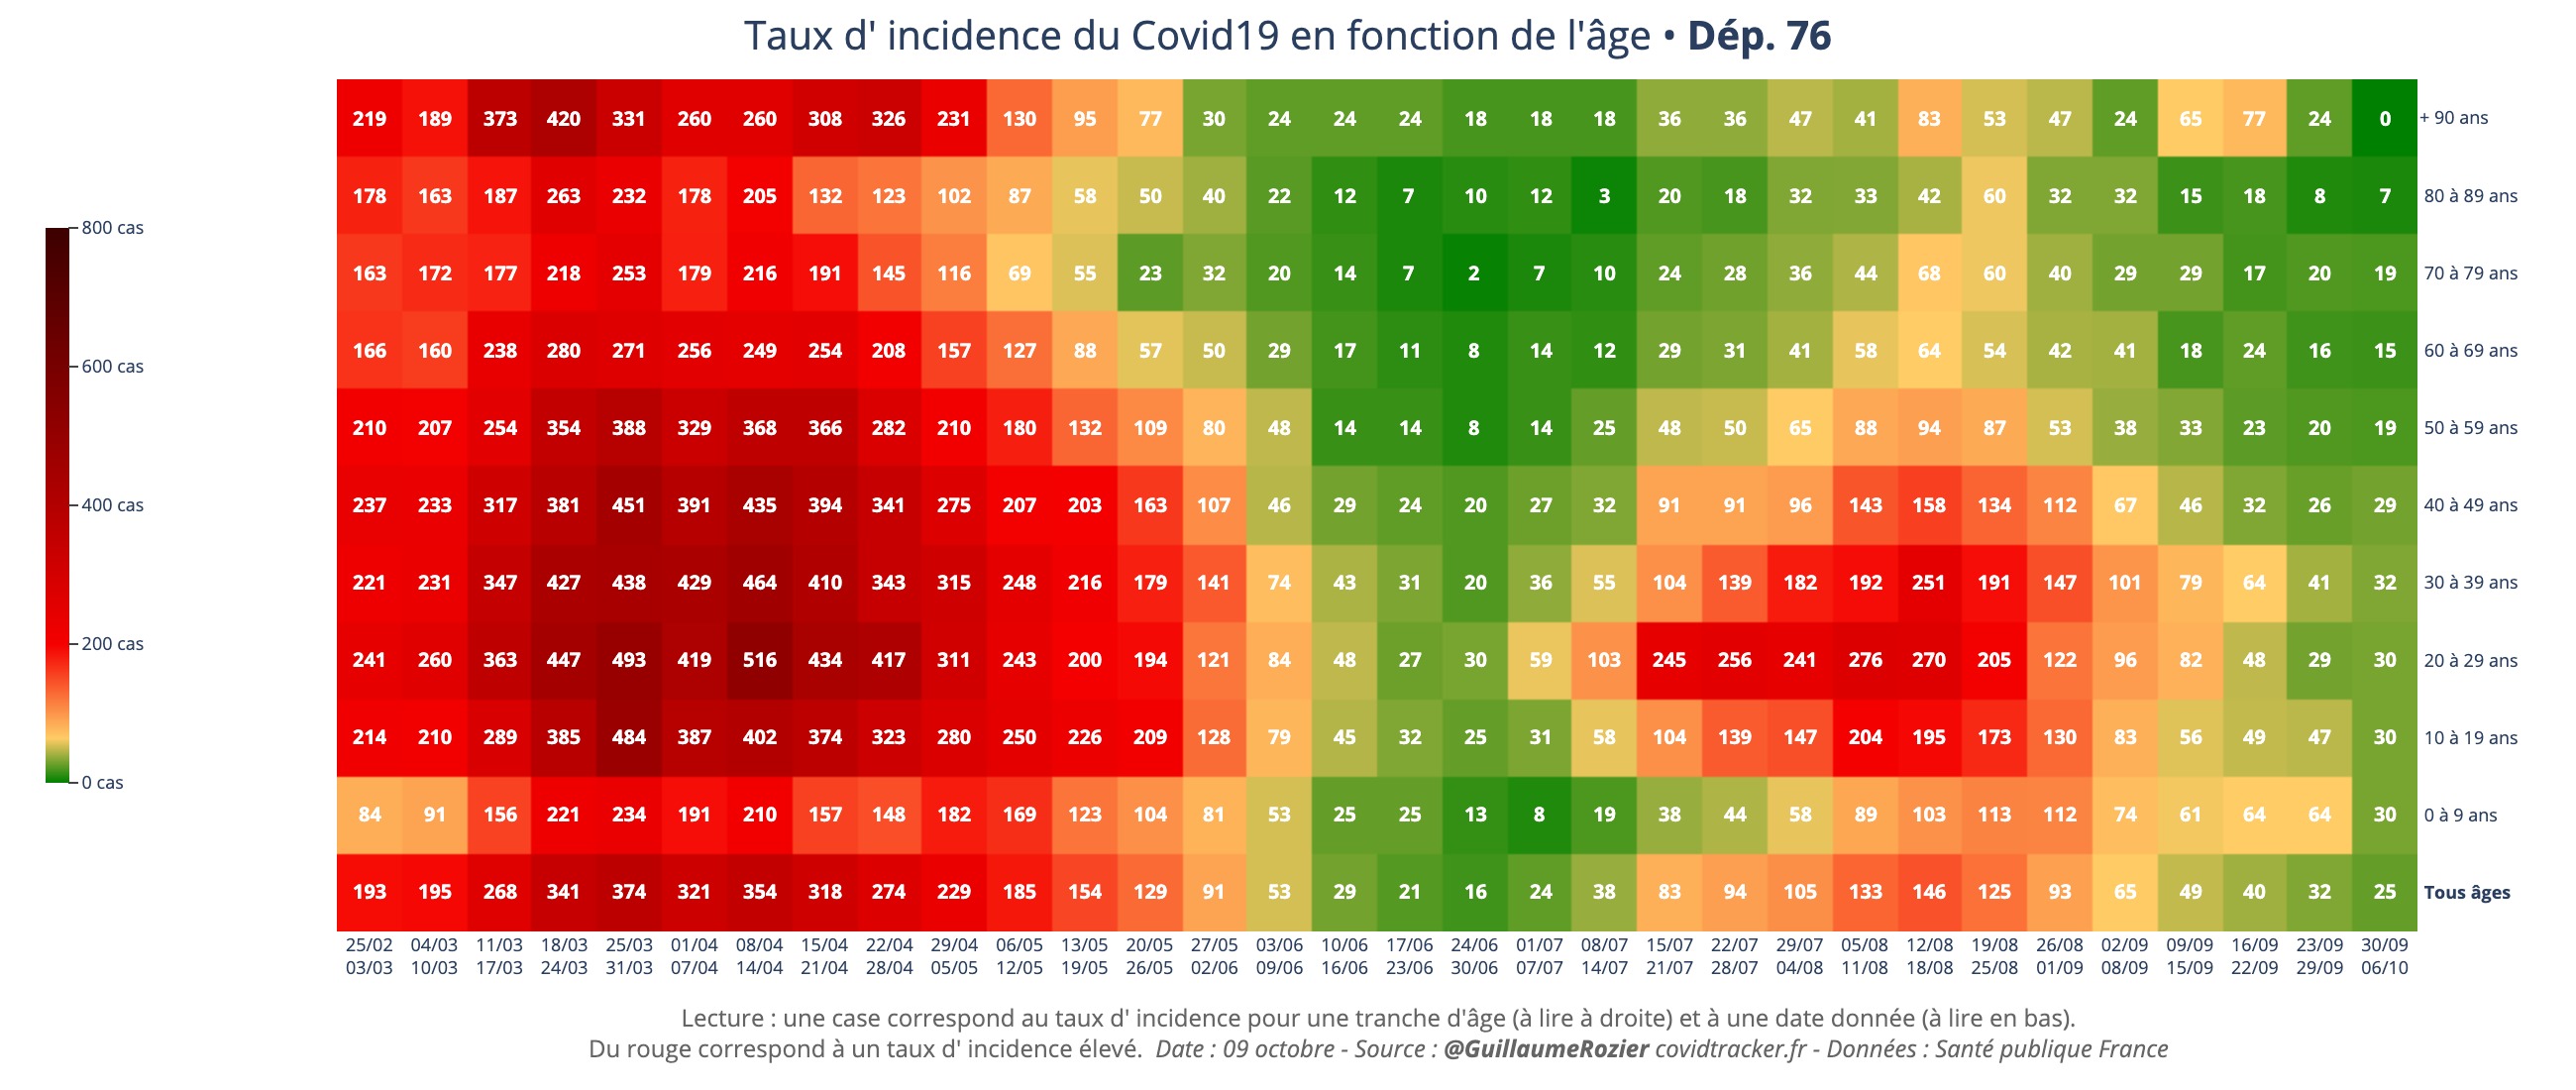 Taux d' incidence du Covid19 en fonction de l'âge • Dép. 76
800 cas
600 cas
400 cas
200 cas
0 cas
219 189 373 420 331 260 260 308 326 231 130 95 77 30 24 24 24 18 18 18 36 36 47 41 83 53 47 24 65 77 24 0 + 90 ans
178 163 187 263 232 178 205 132 123 102 87 58 50 40 22 12 7 10 12 3 20 18 32 33 42 60 32 32 15 18 8 7 80 à 89 ans
163 172 177 218 253 179 216 191 145 116 69 55 23 32 20 14 7 2 7 10 24 28 36 44 68 60 40 29 29 17 20 19 70 à 79 ans
166 160 238 280 271 256 249 254 208 157 127 88 57 50 29 17 11 8 14 12 29 31 41 58 64 54 42 41 18 24 16 15 60 à 69 ans
210 207 254 354 388 329 368 366 282 210 180 132 109 80 48 14 14 8 14 25 48 50 65 88 94 87 53 38 33 23 20 19 50 à 59 ans
237 233 317 381 451 391 435 394 341 275 207 203 163 107 46 29 24 20 27 32 91 91 96 143 158 134 112 67 46 32 26 29 40 à 49 ans
221 231 347 427 438 429 464 410 343 315 248 216 179 141 74 43 31 20 36 55 104 139 182 192 251 191 147 101 79 64 41 32 30 à 39 ans
241 260 363 447 493 419 516 434 417 311 243 200 194 121 84 48 27 30 59 103 245 256 241 276 270 205 122 96 82 48 29 30 20 à 29 ans
214 210 289 385 484 387 402 374 323 280 250 226 209 128 79 45 32 25 31 58 104 139 147 204 195 173 130 83 56 49 47 30 10 à 19 ans
84 91 156 221 234 191 210 157 148 182 169 123 104 81 53 25 25 13 8 19 38 44 58 89 103 113 112 74 61 64 64 30 0 à 9 ans
193 195 268 341 374 321 354 318 274 229 185 154 129 91 53 29 21 16 24 38 83 94 105 133 146 125 93 65 49 40 32 25 Tous âges
25/02 04/03 11/03 18/03 25/03 01/04 08/04 15/04 22/04 29/04 06/05 13/05 20/05 27/05 03/06 10/06 17/06 24/06 01/07 08/07 15/07 22/07 29/07 05/08 12/08 19/08 26/08 02/09 09/09 16/09 23/09 30/09
03/03 10/03 17/03 24/03 31/03 07/04 14/04 21/04 28/04 05/05 12/05 19/05 26/05 02/06 09/06 16/06 23/06 30/06 07/07 14/07 21/07 28/07 04/08 11/08 18/08 25/08 01/09 08/09 15/09 22/09 29/09 06/10
Lecture : une case correspond au taux d' incidence pour une tranche d'âge (à lire à droite) et à une date donnée (à lire en bas).
Du rouge correspond à un taux d' incidence élevé. Date : 09 octobre - Source : @GuillaumeRozier covidtracker.fr - Données : Santé publique France